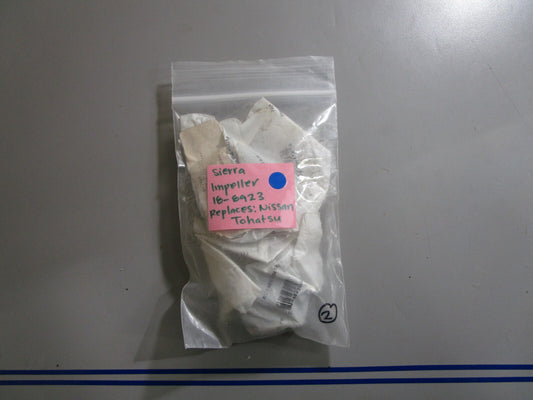 Sierra
Impeller
18-8923
Replaces: Nissan
Tohatsu
2